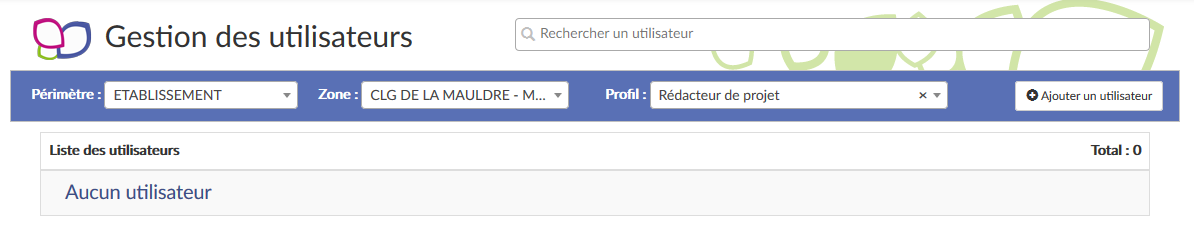 Gestion des utilisateurs
Rechercher un utilisateur
Périmètre : ETABLISSEMENT Zone : CLG DE LA MAULDRE - M... Profil : Rédacteur de projet × Ajouter un utilisateur
Liste des utilisateurs Total : 0
Aucun utilisateur